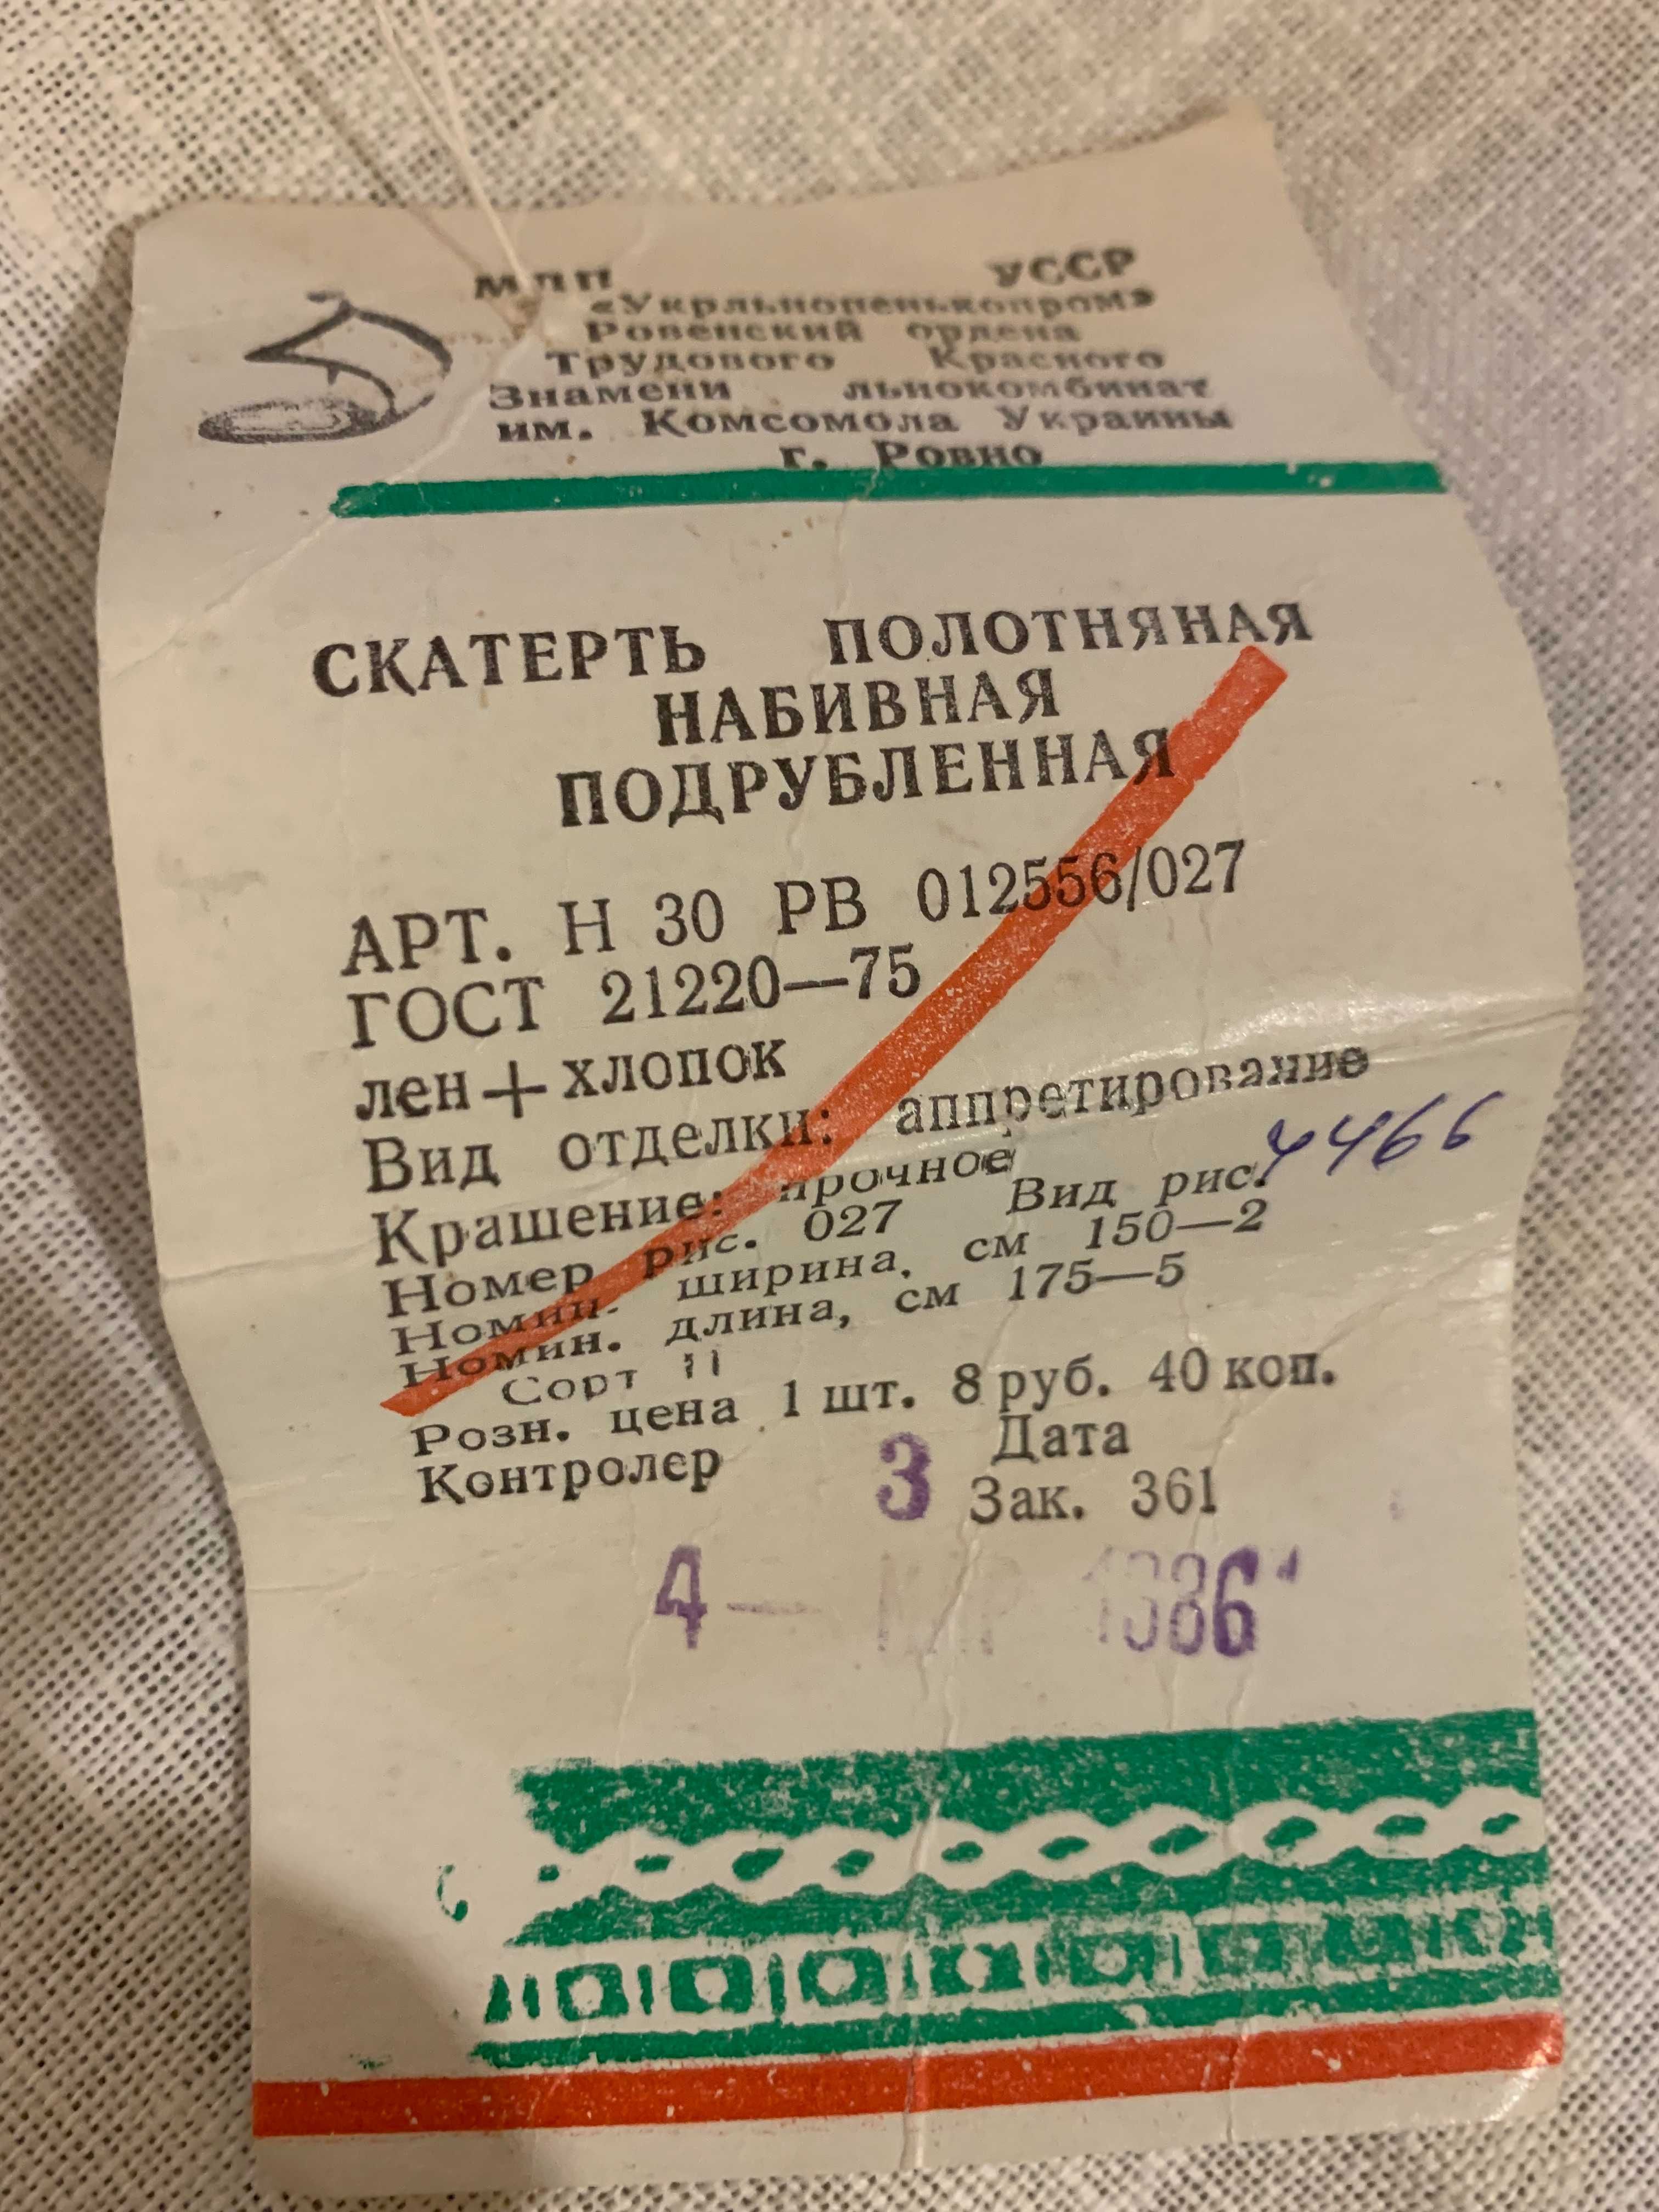 МЛП УССР
«Укрльнопенькопром»
Ровенский ордена
Трудового Красного
Знамени льнокомбинат
им. Комсомола Украины
г. Ровно
СКАТЕРТЬ ПОЛОТНЯНАЯ
НАБИВНАЯ
ПОДРУБЛЕННАЯ
АРТ. Н 30 РВ 012556/027
ГОСТ 21220—75
лен+хлопок
Вид отделки: аппретирование
Крашение: прочное
Номер рис. 027 Вид рис. 4466
Номин. ширина, см 150—2
Номин. длина, см 175—5
Сорт II
Розн. цена 1 шт. 8 руб. 40 коп.
Контролер 3 Дата
Зак. 361
4— МАР 1986